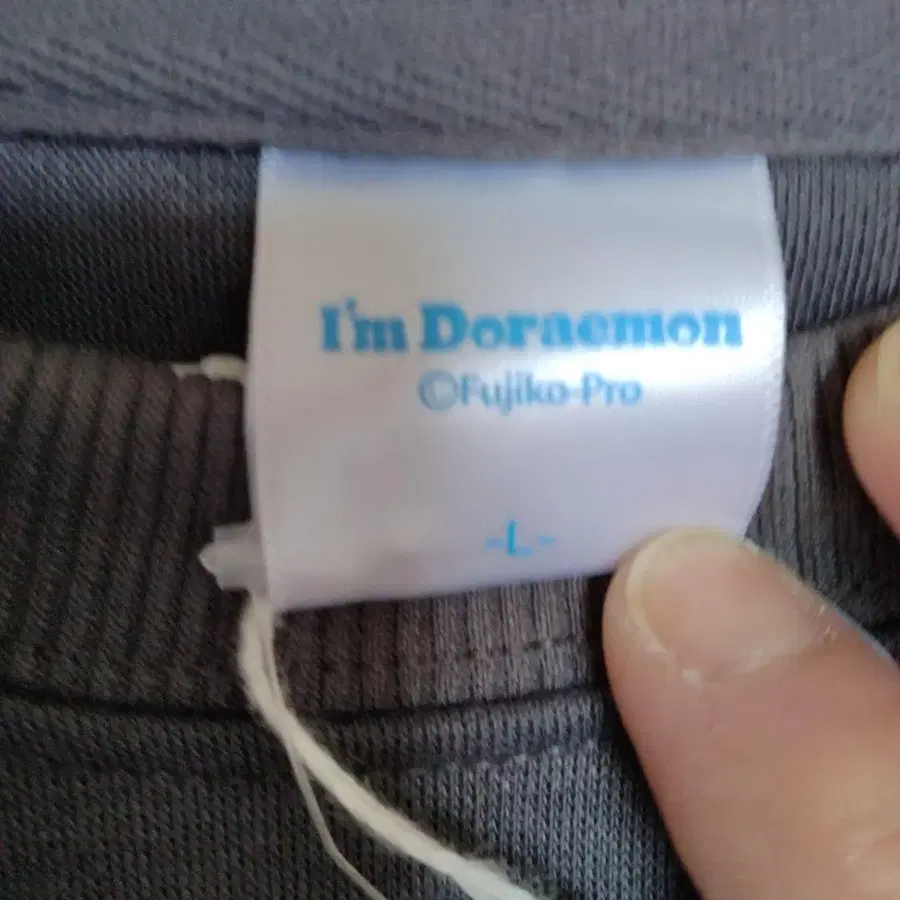 I'm Doraemon
©Fujiko-Pro
-L-